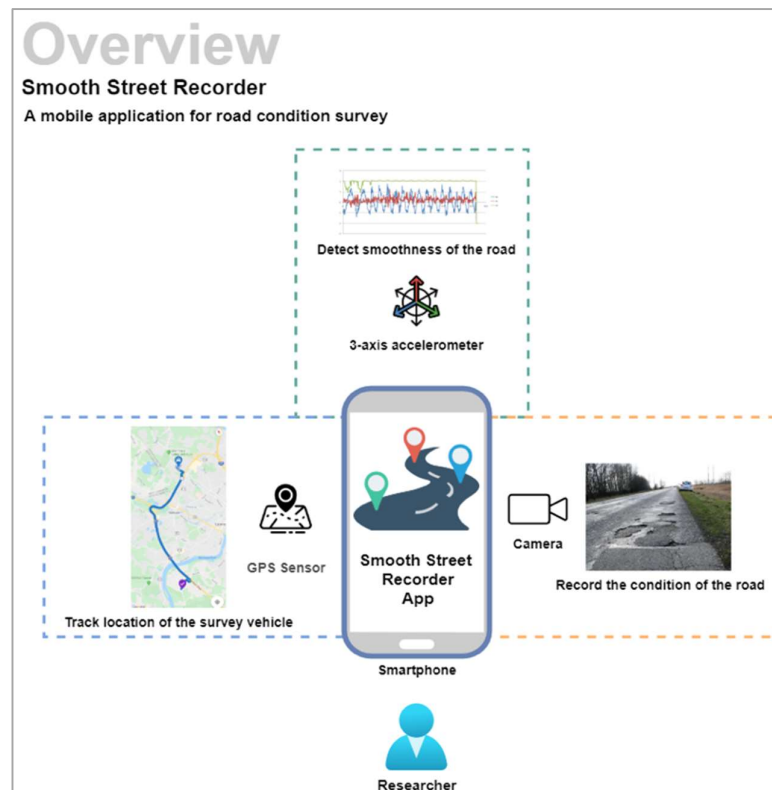 Overview
Smooth Street Recorder
A mobile application for road condition survey
Detect smoothness of the road
3-axis accelerometer
GPS Sensor
Track location of the survey vehicle
Smooth Street
Recorder
App
Camera
Record the condition of the road
Smartphone
Researcher